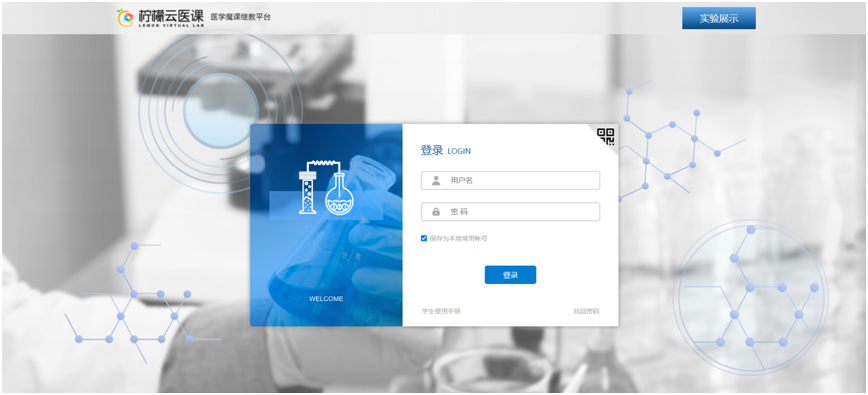 柠檬云医课
LEMON VIRTUAL LAB
医学魔课继教平台
实验展示
登录 LOGIN
用户名
密 码
保存为本地常用帐号
登录
WELCOME
学生使用手册
找回密码